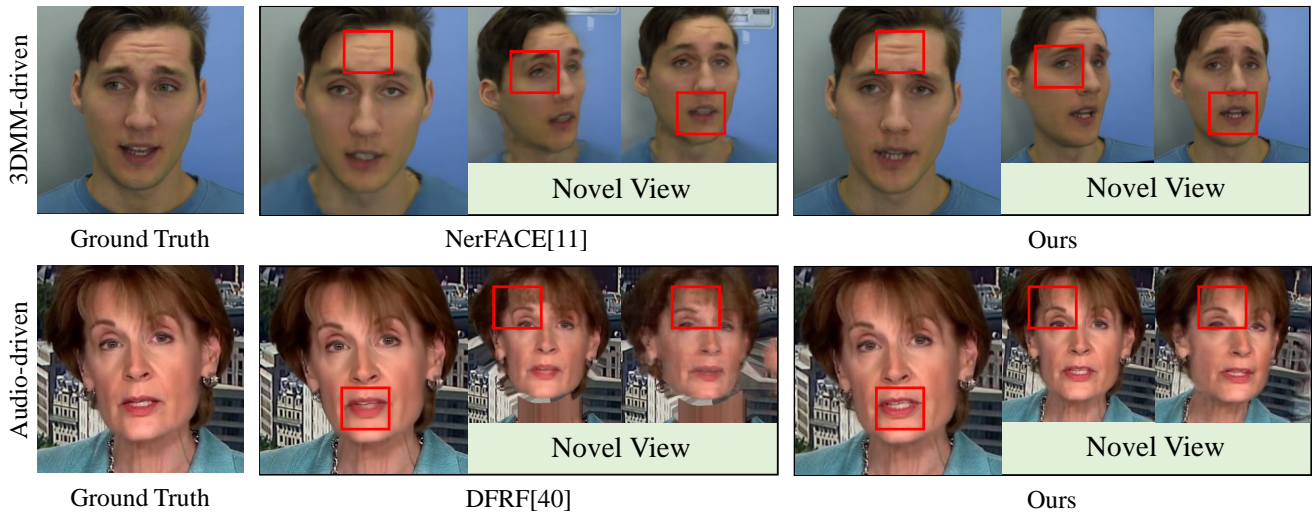 3DMM-driven
Novel View
Novel View
Ground Truth
NerFACE[11]
Ours
Audio-driven
Novel View
Novel View
Ground Truth
DFRF[40]
Ours